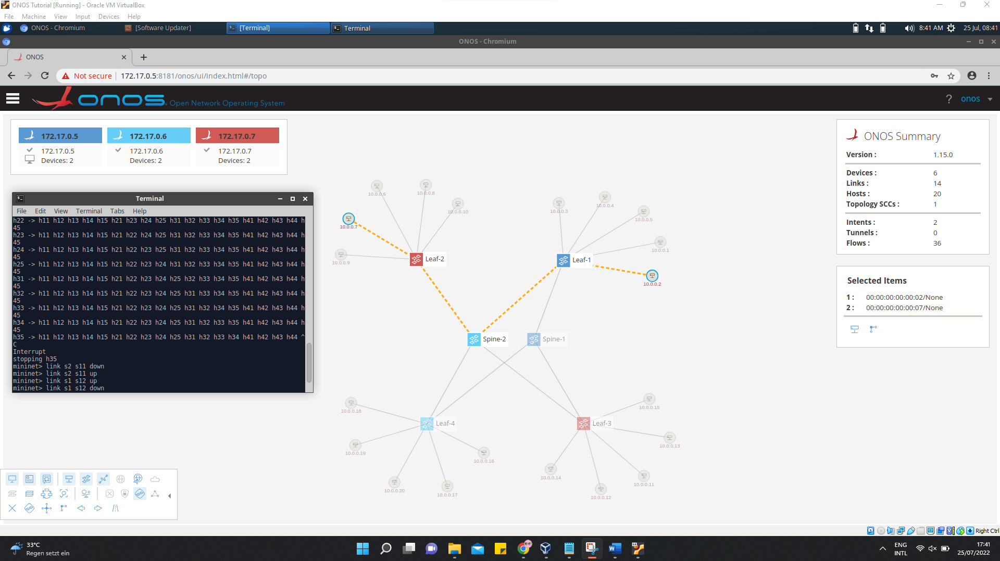 ONOS Tutorial [Running] - Oracle VM VirtualBox
File Machine View Input Devices Help
ONOS - Chromium [Software Updater] [Terminal] Terminal 8:41 AM 25 Jul, 08:41
ONOS - Chromium
ONOS
Not secure 172.17.0.5:8181/onos/ui/index.html#/topo
onos Open Network Operating System ? onos
172.17.0.5 172.17.0.6 172.17.0.7
172.17.0.5 172.17.0.6 172.17.0.7
Devices: 2 Devices: 2 Devices: 2
ONOS Summary
Version : 1.15.0
Devices : 6
Links : 14
Hosts : 20
Topology SCCs : 1
Intents : 2
Tunnels : 0
Flows : 36
Selected Items
1 : 00:00:00:00:00:02/None
2 : 00:00:00:00:00:07/None
Terminal
File Edit View Terminal Tabs Help
h22 -> h11 h12 h13 h14 h15 h21 h23 h24 h25 h31 h32 h33 h34 h35 h41 h42 h43 h44 h
45
h23 -> h11 h12 h13 h14 h15 h21 h22 h24 h25 h31 h32 h33 h34 h35 h41 h42 h43 h44 h
45
h24 -> h11 h12 h13 h14 h15 h21 h22 h23 h25 h31 h32 h33 h34 h35 h41 h42 h43 h44 h
45
h25 -> h11 h12 h13 h14 h15 h21 h22 h23 h24 h31 h32 h33 h34 h35 h41 h42 h43 h44 h
45
h31 -> h11 h12 h13 h14 h15 h21 h22 h23 h24 h25 h32 h33 h34 h35 h41 h42 h43 h44 h
45
h32 -> h11 h12 h13 h14 h15 h21 h22 h23 h24 h25 h31 h33 h34 h35 h41 h42 h43 h44 h
45
h33 -> h11 h12 h13 h14 h15 h21 h22 h23 h24 h25 h31 h32 h34 h35 h41 h42 h43 h44 h
45
h34 -> h11 h12 h13 h14 h15 h21 h22 h23 h24 h25 h31 h32 h33 h35 h41 h42 h43 h44 h
45
h35 -> h11 h12 h13 h14 h15 h21 h22 h23 h24 h25 h31 h32 h33 h34 h41 h42 h43 h44 ^
C
Interrupt
stopping h35
mininet> link s2 s11 down
mininet> link s2 s11 up
mininet> link s1 s12 up
mininet> link s1 s12 down
10.0.0.6
10.0.0.8
10.0.0.10
10.0.0.7
10.0.0.9
Leaf-2
10.0.0.3
10.0.0.4
10.0.0.5
10.0.0.1
Leaf-1
10.0.0.2
Spine-2
Spine-1
10.0.0.18
Leaf-4
10.0.0.19
10.0.0.16
10.0.0.20
10.0.0.17
10.0.0.15
Leaf-3
10.0.0.13
10.0.0.14
10.0.0.11
10.0.0.12
Right Ctrl
33°C
Regen setzt ein
ENG
INTL
17:41
25/07/2022